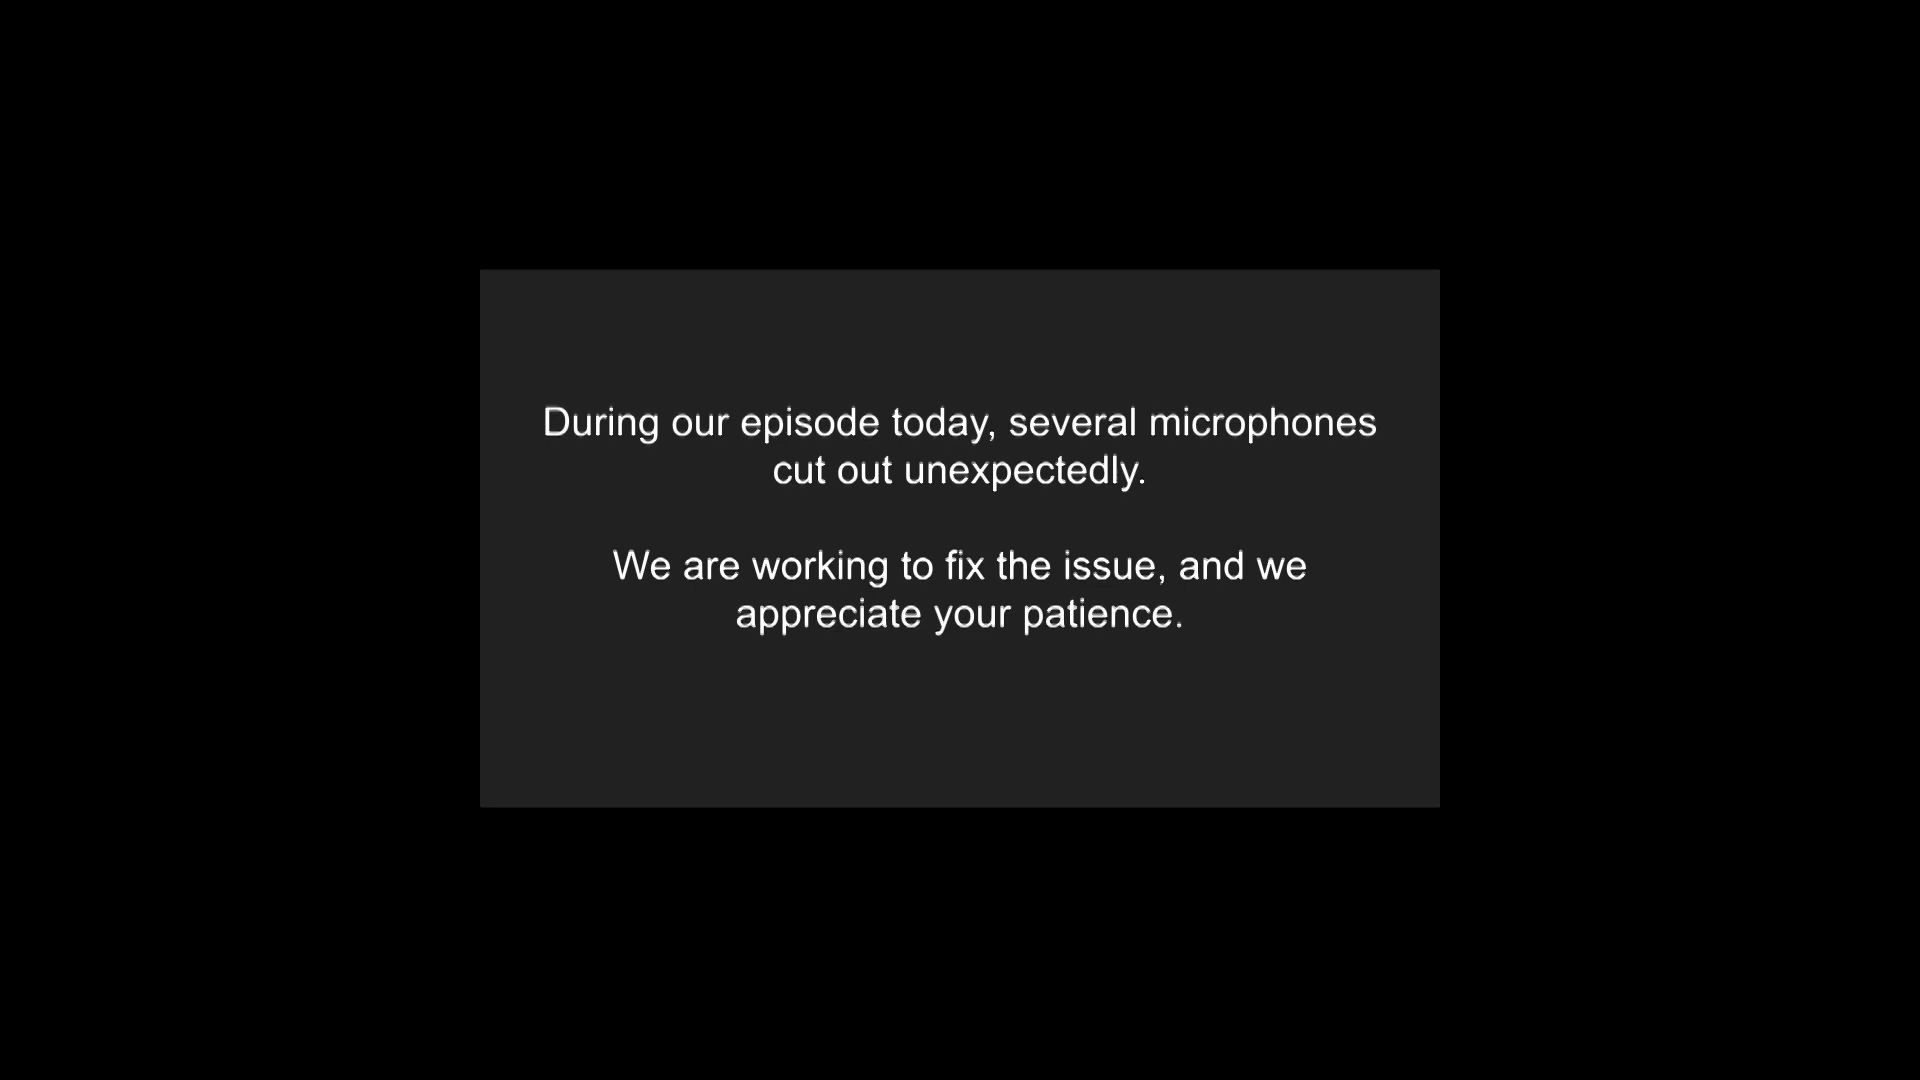 During our episode today, several microphones
cut out unexpectedly.
We are working to fix the issue, and we
appreciate your patience.